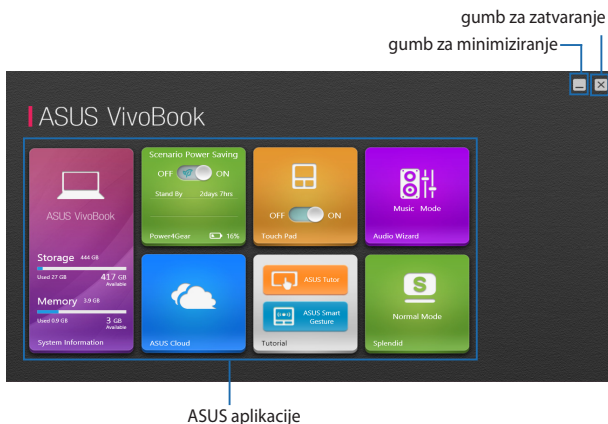 gumb za zatvaranje
gumb za minimiziranje
ASUS VivoBook
ASUS VivoBook
Storage 444 GB
Used 27 GB 417 GB
Available
Memory 3.9 GB
Used 0.9 GB 3 GB
Available
System Information
Scenario Power Saving
OFF ON
Stand By 2days 7hrs
Power4Gear 16%
OFF ON
Touch Pad
Music Mode
Audio Wizard
ASUS Cloud
ASUS Tutor
ASUS Smart
Gesture
Tutorial
S
Normal Mode
Splendid
ASUS aplikacije